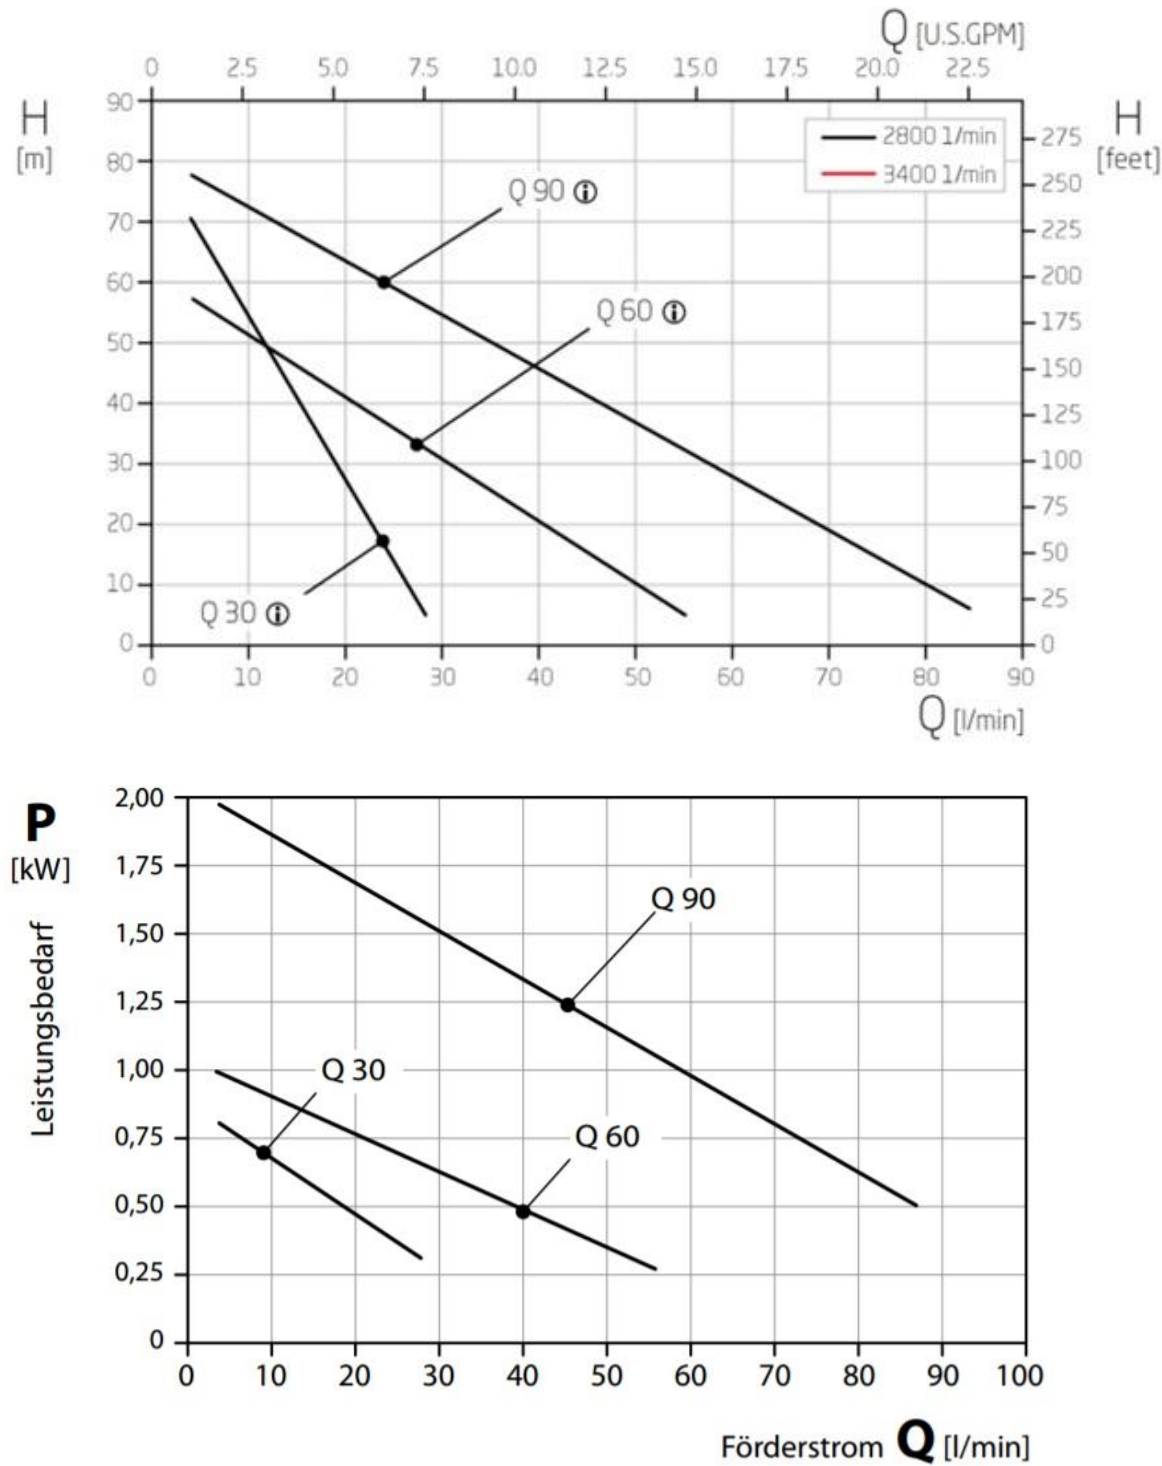 Q [U.S.GPM]
0 2.5 5.0 7.5 10.0 12.5 15.0 17.5 20.0 22.5
H
[m]
H
[feet]
90
80
70
60
50
40
30
20
10
0
275
250
225
200
175
150
125
100
75
50
25
0
2800 1/min
3400 1/min
Q 90 i
Q 60 i
Q 30 i
0 10 20 30 40 50 60 70 80 90
Q [l/min]
P
[kW]
Leistungsbedarf
2,00
1,75
1,50
1,25
1,00
0,75
0,50
0,25
0
Q 90
Q 30
Q 60
0 10 20 30 40 50 60 70 80 90 100
Förderstrom Q [l/min]